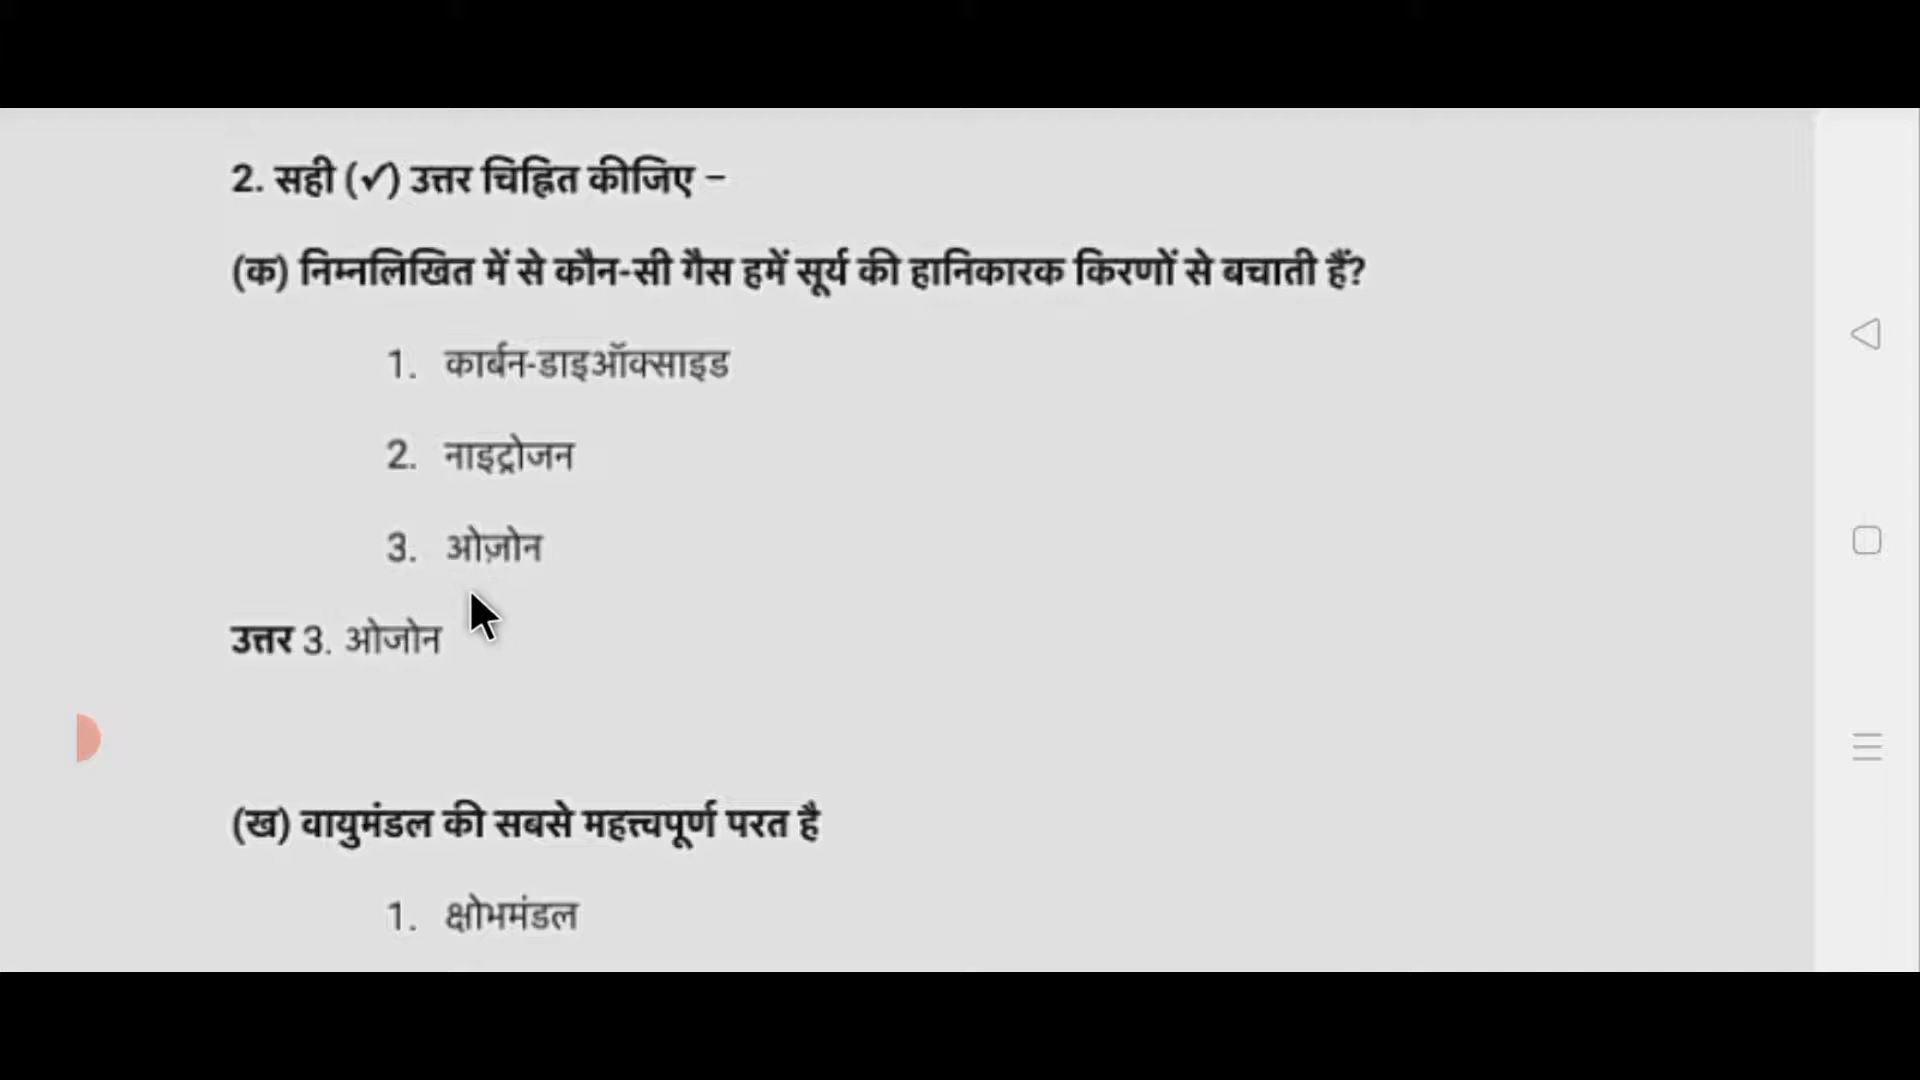 2. सही (✓) उत्तर चिह्नित कीजिए –
(क) निम्नलिखित में से कौन-सी गैस हमें सूर्य की हानिकारक किरणों से बचाती हैं?
1. कार्बन-डाइऑक्साइड
2. नाइट्रोजन
3. ओज़ोन
उत्तर 3. ओजोन
(ख) वायुमंडल की सबसे महत्त्वपूर्ण परत है
1. क्षोभमंडल